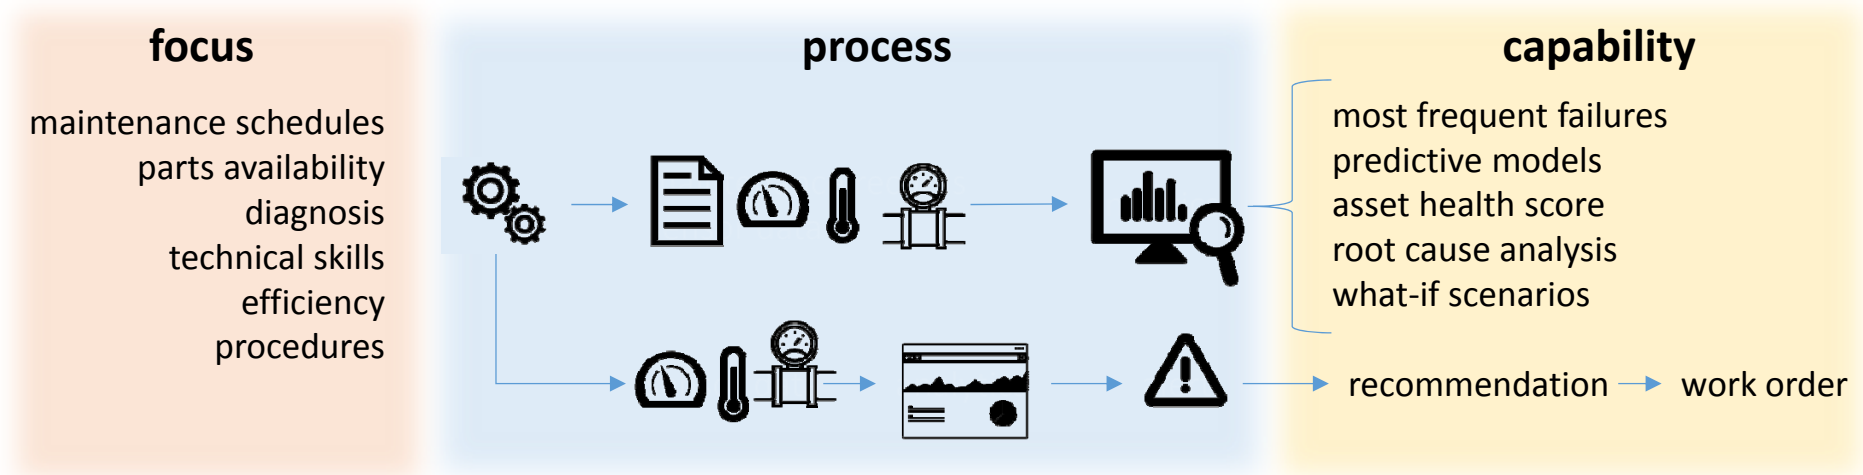 focus
maintenance schedules
parts availability
diagnosis
technical skills
efficiency
procedures
process
capability
most frequent failures
predictive models
asset health score
root cause analysis
what-if scenarios
recommendation
work order